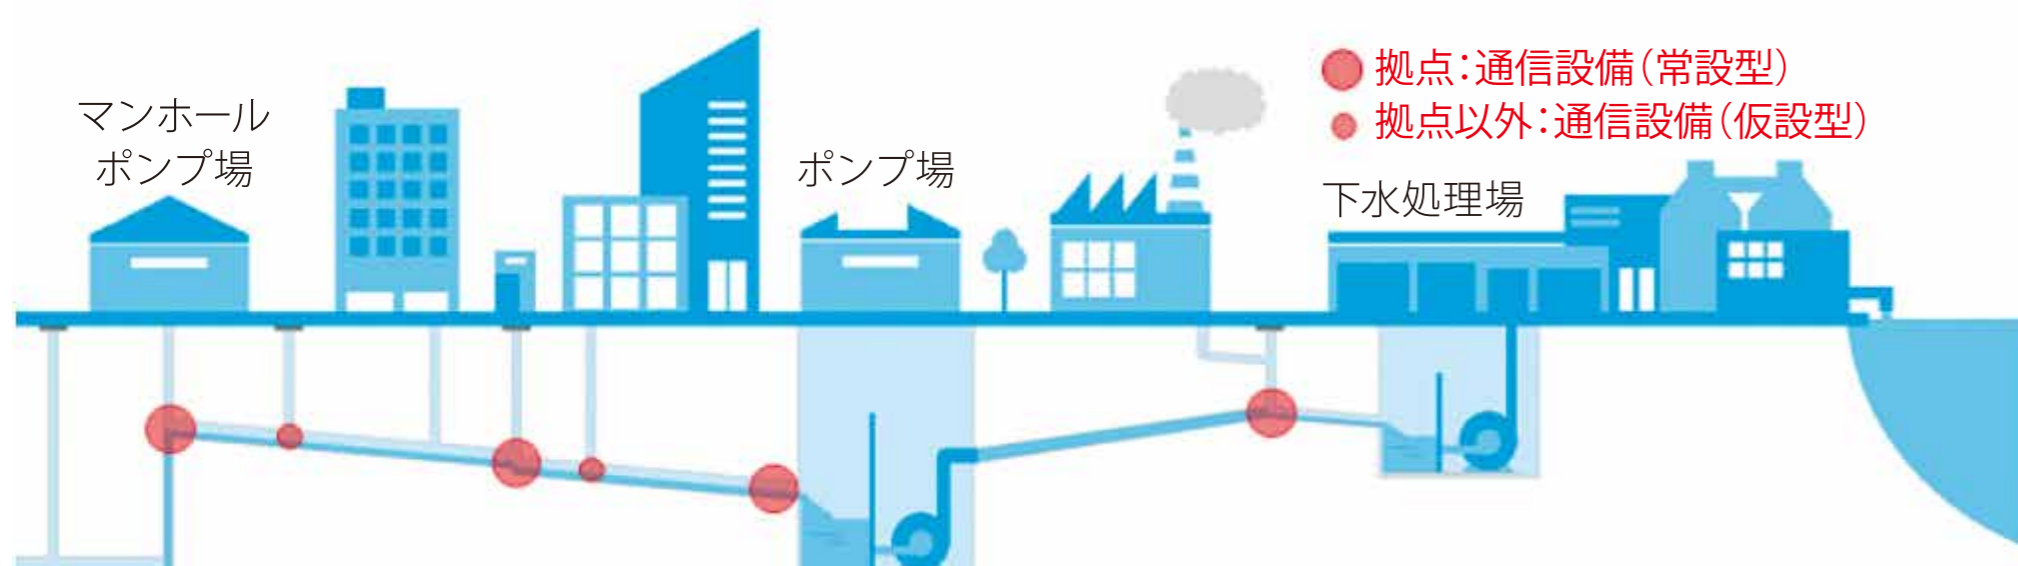 マンホール
ポンプ場
ポンプ場
拠点：通信設備（常設型）
拠点以外：通信設備（仮設型）
下水処理場